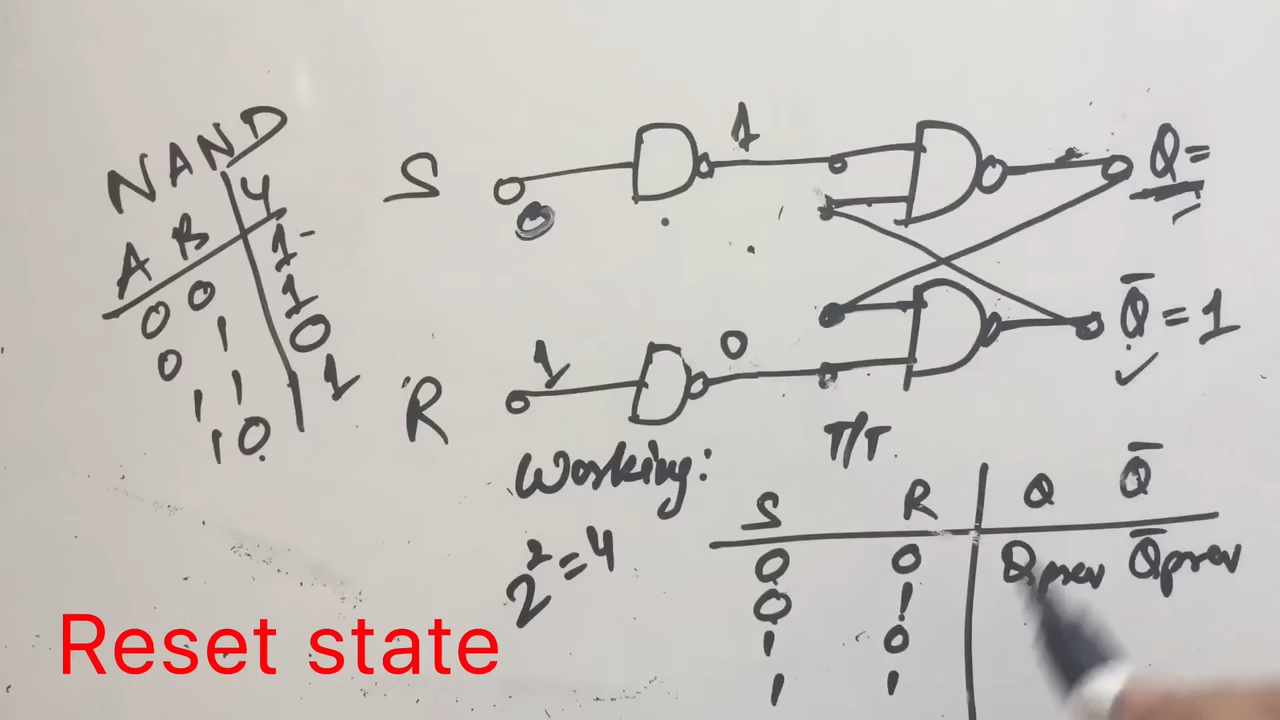 NAND
A B Y
0 0 1
0 1 1
1 1 0
1 0 1
S
0
1
Q=
R
1
0
Q̅ = 1
Working:
2² = 4
T/T.
S R Q Q̅
0 0 Qprev Q̅prev
0 1
1 0
1 1
Reset state